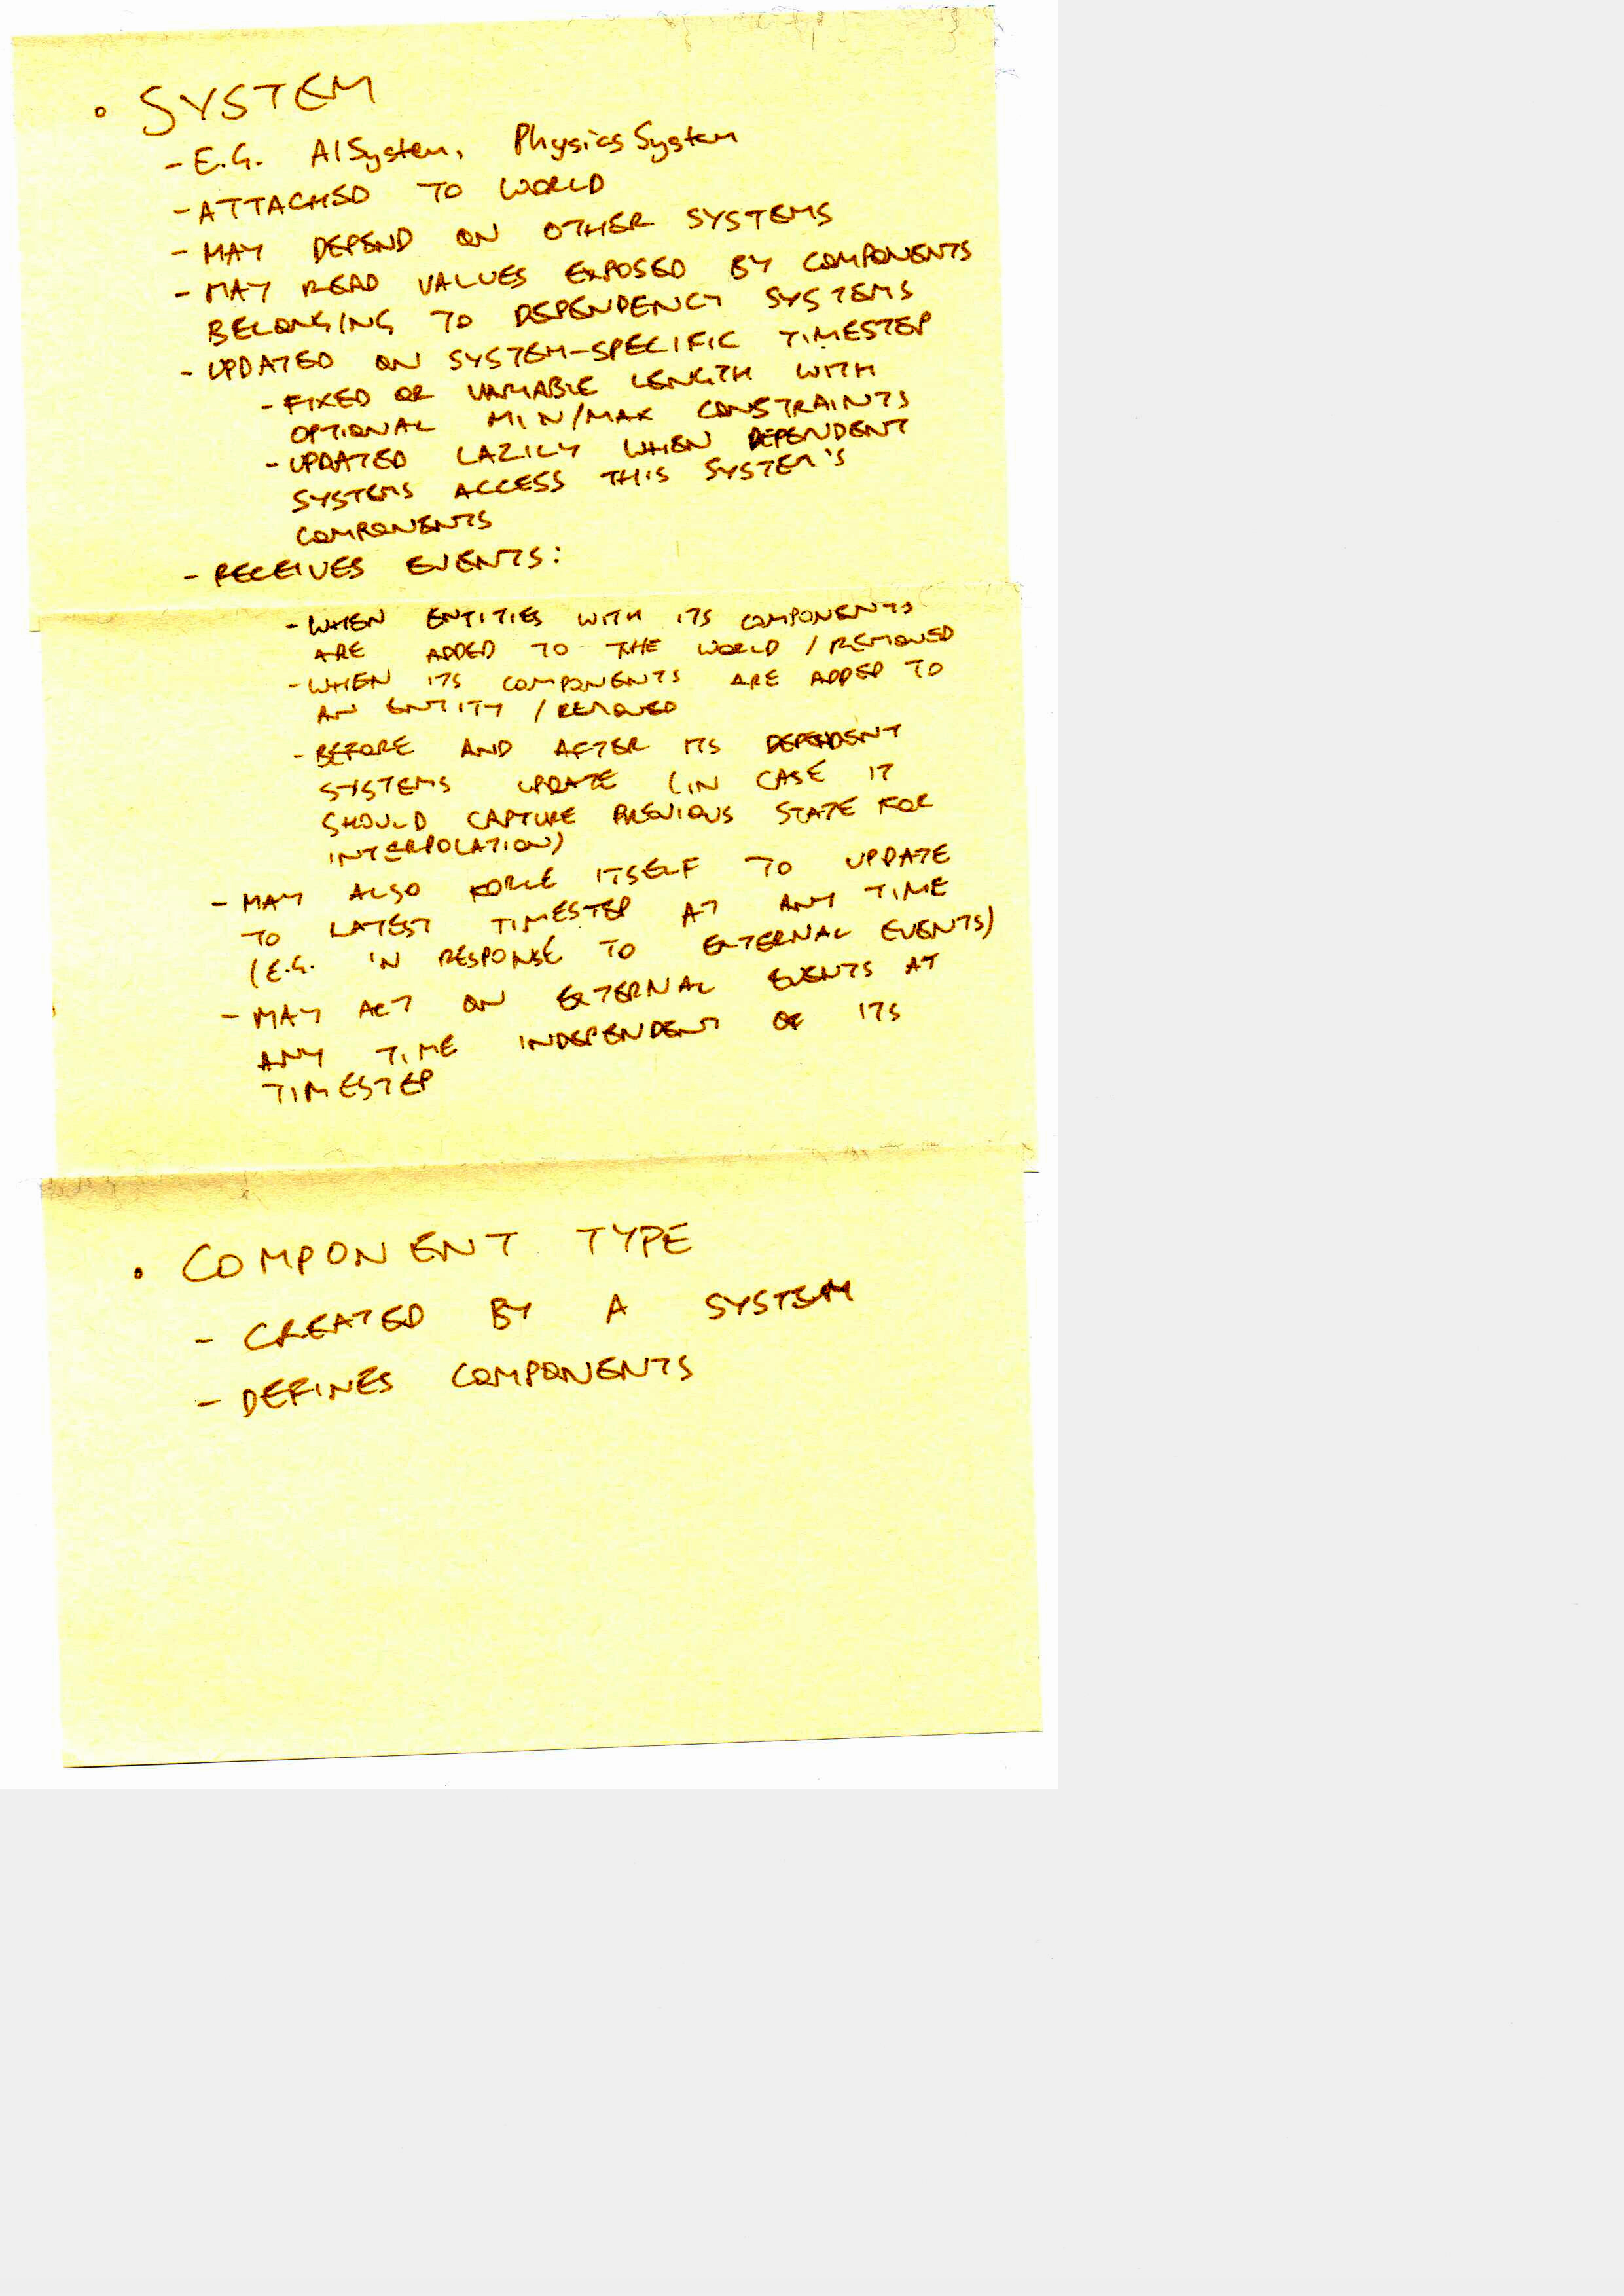 • SYSTEM
- E.G. AISystem, PhysicsSystem
- ATTACHED TO WORLD
- MAY DEPEND ON OTHER SYSTEMS
- MAY READ VALUES EXPOSED BY COMPONENTS
BELONGING TO DEPENDENCY SYSTEMS
- UPDATED ON SYSTEM-SPECIFIC TIMESTEP
- FIXED OR VARIABLE LENGTH WITH
OPTIONAL MIN/MAX CONSTRAINTS
- UPDATED LAZILY WHEN DEPENDENT
SYSTEMS ACCESS THIS SYSTEM'S
COMPONENTS
- RECEIVES EVENTS:
- WHEN ENTITIES WITH ITS COMPONENTS
ARE ADDED TO THE WORLD / REMOVED
- WHEN ITS COMPONENTS ARE ADDED TO
AN ENTITY / REMOVED
- BEFORE AND AFTER ITS DEPENDENT
SYSTEMS UPDATE (IN CASE IT
SHOULD CAPTURE PREVIOUS STATE FOR
INTERPOLATION)
- MAY ALSO FORCE ITSELF TO UPDATE
TO LATEST TIMESTEP AT ANY TIME
(E.G. IN RESPONSE TO EXTERNAL EVENTS)
- MAY ACT ON EXTERNAL EVENTS AT
ANY TIME INDEPENDENT OF ITS
TIMESTEP
• COMPONENT TYPE
- CREATED BY A SYSTEM
- DEFINES COMPONENTS